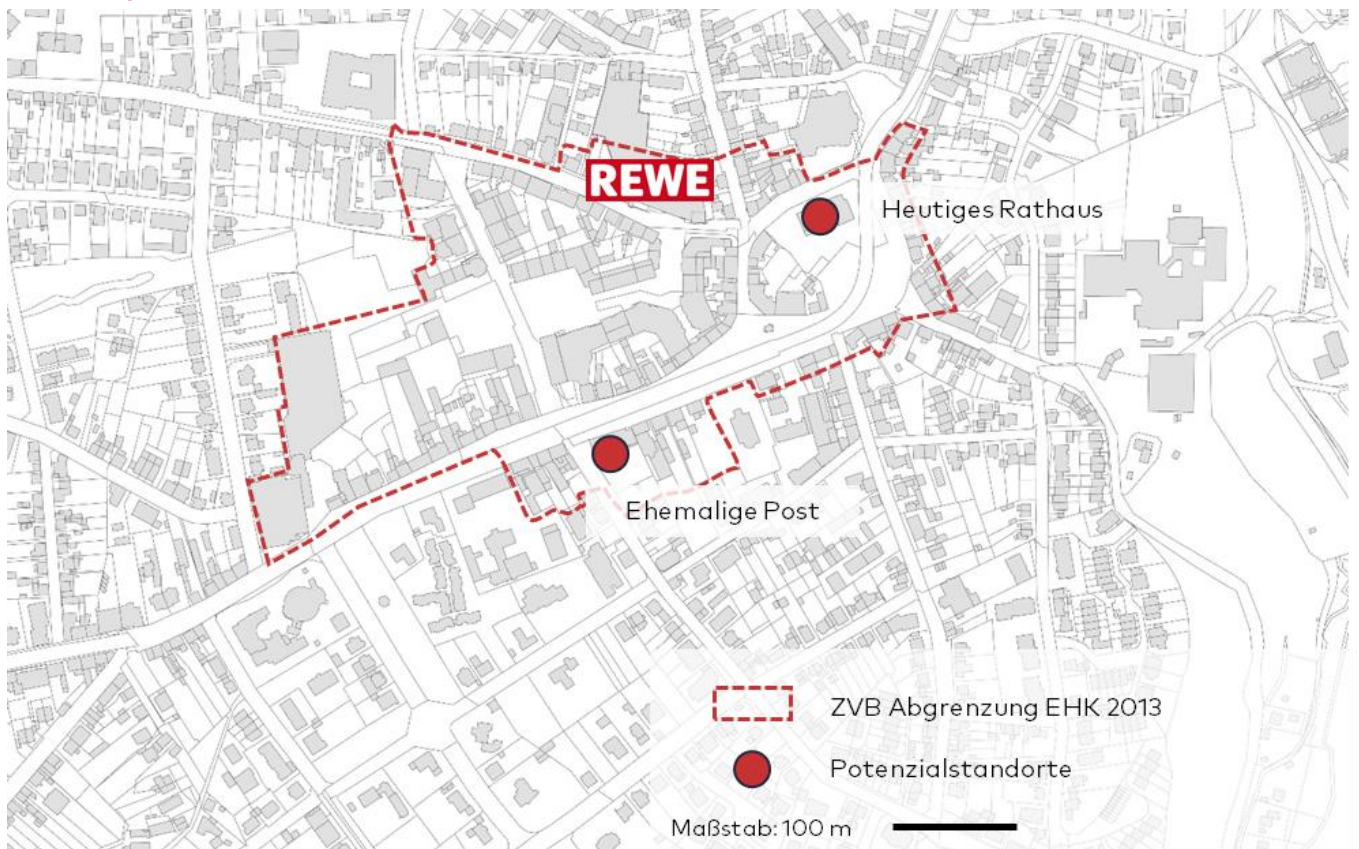 REWE
Heutiges Rathaus
Ehemalige Post
ZVB Abgrenzung EHK 2013
Potenzialstandorte
Maßstab: 100 m